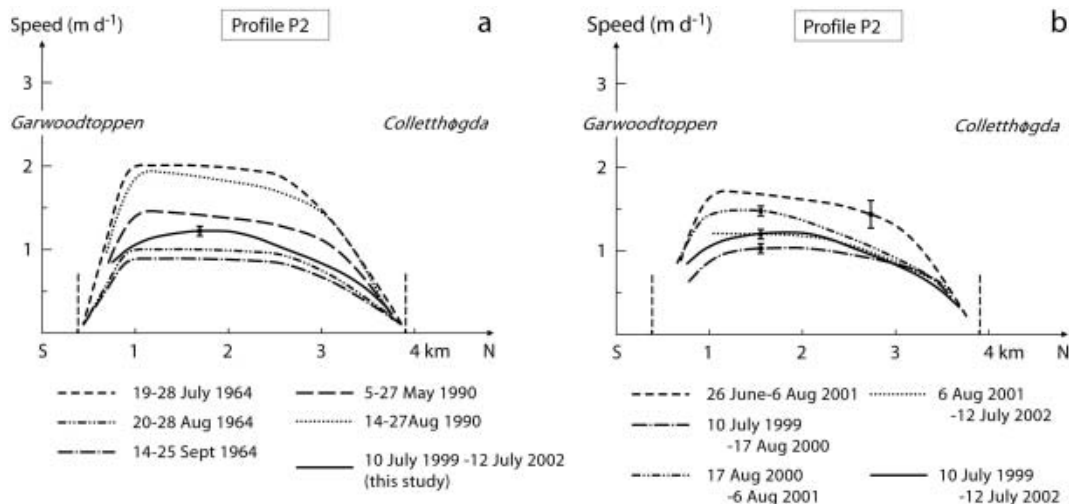 Speed (m d⁻¹)
Profile P2
a
3
Garwoodtoppen
Colletthøgda
2
1
S
1
2
3
4 km
N
19-28 July 1964
20-28 Aug 1964
14-25 Sept 1964
5-27 May 1990
14-27Aug 1990
10 July 1999 -12 July 2002
(this study)
Speed (m d⁻¹)
Profile P2
b
3
Garwoodtoppen
Colletthøgda
2
1
S
1
2
3
4 km
N
26 June-6 Aug 2001
10 July 1999
-17 Aug 2000
17 Aug 2000
-6 Aug 2001
6 Aug 2001
-12 July 2002
10 July 1999
-12 July 2002